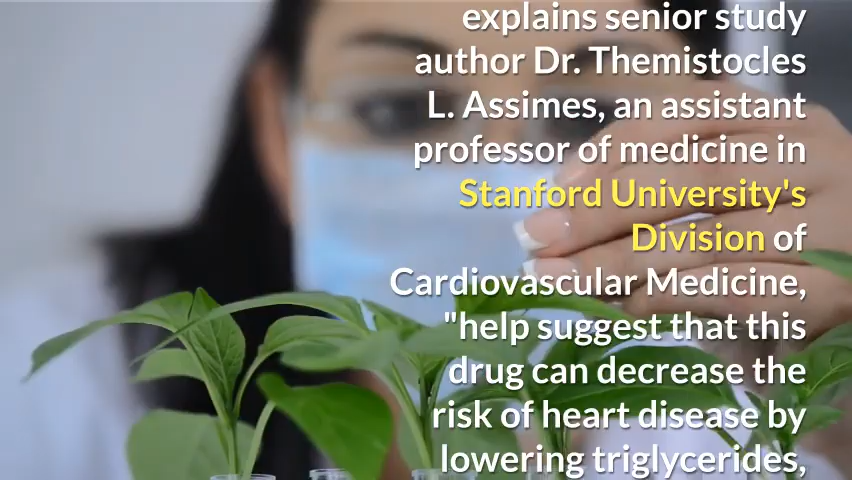 explains senior study
author Dr. Themistocles
L. Assimes, an assistant
professor of medicine in
Stanford University's
Division of
Cardiovascular Medicine,
"help suggest that this
drug can decrease the
risk of heart disease by
lowering triglycerides,